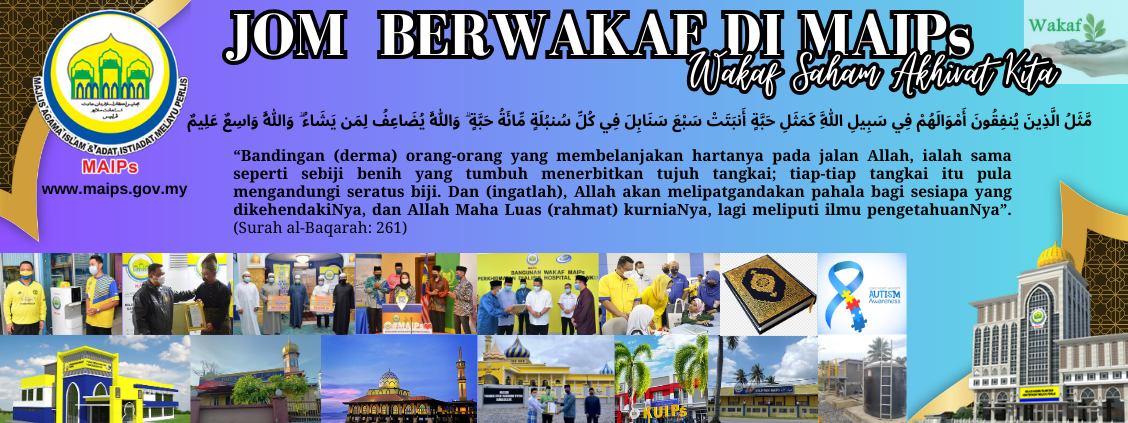 JOM BERWAKAF DI MAIPs
Wakaf Saham Akhirat Kita
Wakaf
MAJLIS AGAMA ISLAM & ADAT ISTIADAT MELAYU PERLIS
MAIPs
www.maips.gov.my
مَّثَلُ الَّذِينَ يُنفِقُونَ أَمْوَالَهُمْ فِي سَبِيلِ اللَّهِ كَمَثَلِ حَبَّةٍ أَنبَتَتْ سَبْعَ سَنَابِلَ فِي كُلِّ سُنبُلَةٍ مِّائَةُ حَبَّةٍ ۗ وَاللَّهُ يُضَاعِفُ لِمَن يَشَاءُ ۗ وَاللَّهُ وَاسِعٌ عَلِيمٌ
“Bandingan (derma) orang-orang yang membelanjakan hartanya pada jalan Allah, ialah sama
seperti sebiji benih yang tumbuh menerbitkan tujuh tangkai; tiap-tiap tangkai itu pula
mengandungi seratus biji. Dan (ingatlah), Allah akan melipatgandakan pahala bagi sesiapa yang
dikehendakiNya, dan Allah Maha Luas (rahmat) kurniaNya, lagi meliputi ilmu pengetahuanNya”.
(Surah al-Baqarah: 261)
#MAIPs
BANGUNAN WAKAF MAIPs
AUTISM
Awareness
KUIPs